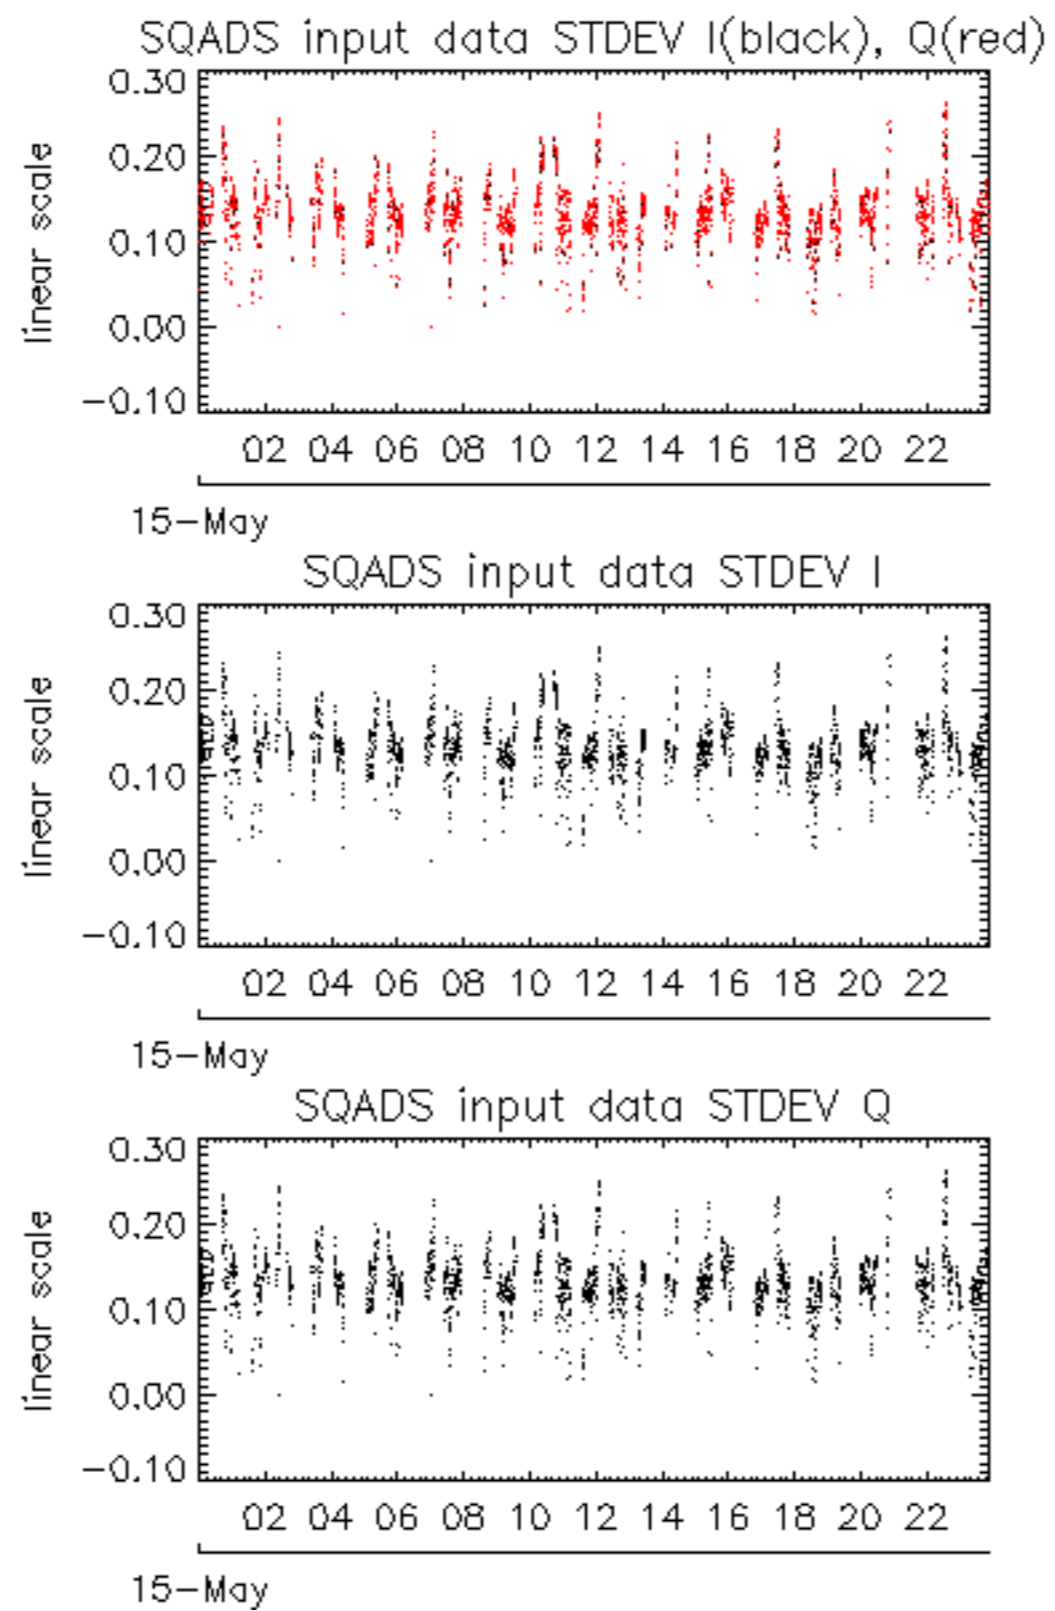 SQADS input data STDEV I(black), Q(red)
0.30
0.20
0.10
0.00
−0.10
linear scale
02 04 06 08 10 12 14 16 18 20 22
15−May
SQADS input data STDEV I
0.30
0.20
0.10
0.00
−0.10
linear scale
02 04 06 08 10 12 14 16 18 20 22
15−May
SQADS input data STDEV Q
0.30
0.20
0.10
0.00
−0.10
linear scale
02 04 06 08 10 12 14 16 18 20 22
15−May